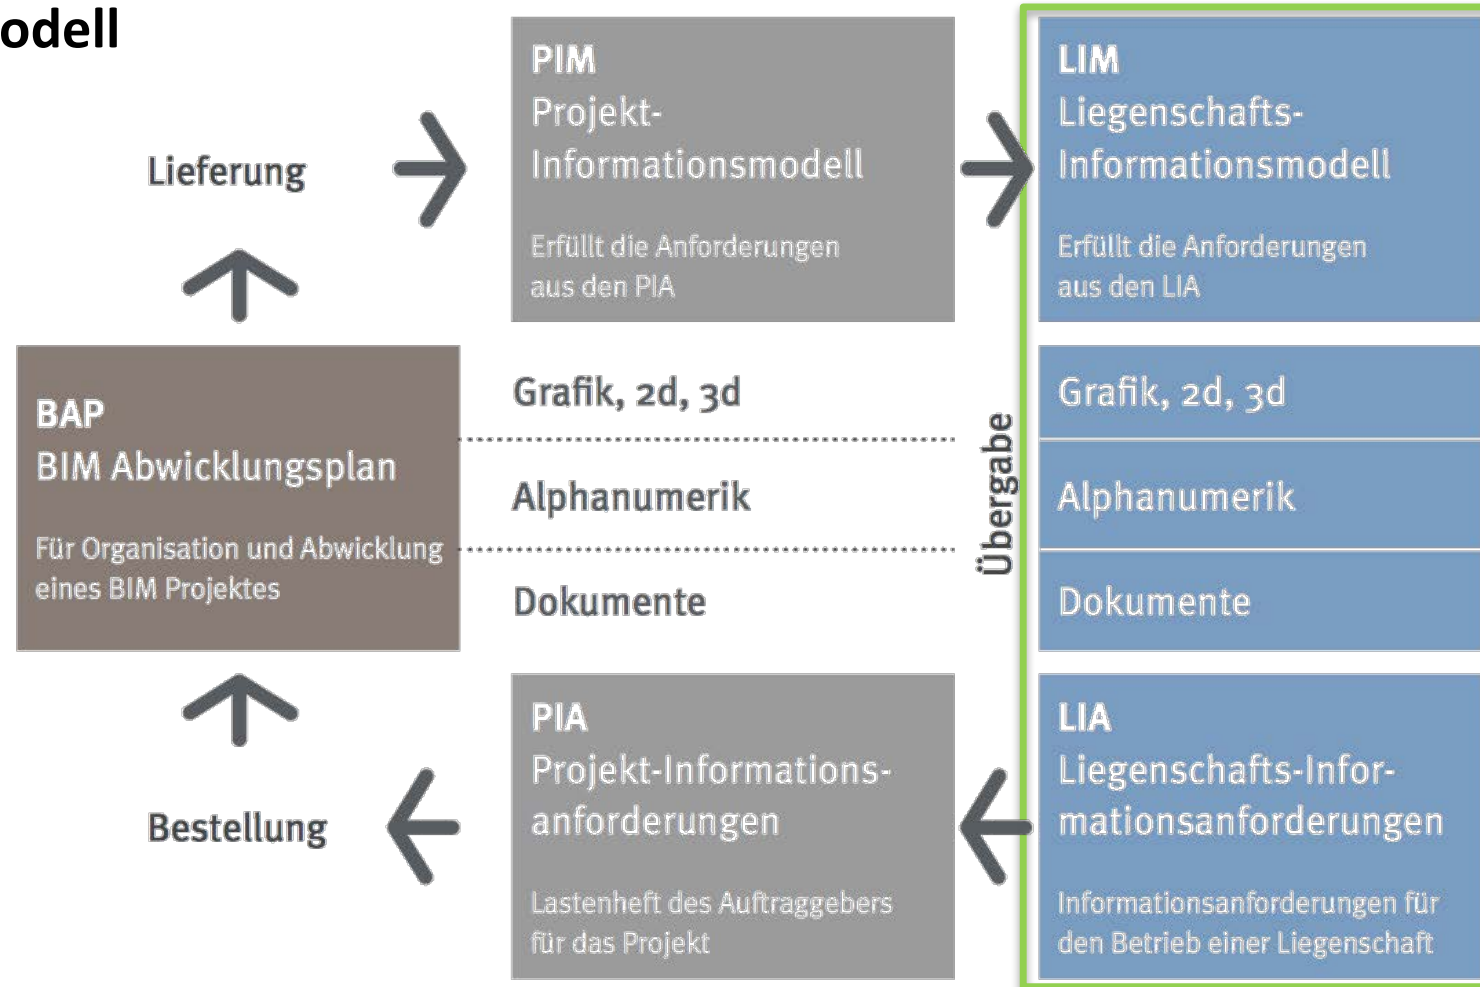 odell
PIM
Projekt-
Informationsmodell
Erfüllt die Anforderungen
aus den PIA
LIM
Liegenschafts-
Informationsmodell
Erfüllt die Anforderungen
aus den LIA
Lieferung
BAP
BIM Abwicklungsplan
Für Organisation und Abwicklung
eines BIM Projektes
Grafik, 2d, 3d
Alphanumerik
Dokumente
Übergabe
Grafik, 2d, 3d
Alphanumerik
Dokumente
Bestellung
PIA
Projekt-Informations-
anforderungen
Lastenheft des Auftraggebers
für das Projekt
LIA
Liegenschafts-Infor-
mationsanforderungen
Informationsanforderungen für
den Betrieb einer Liegenschaft